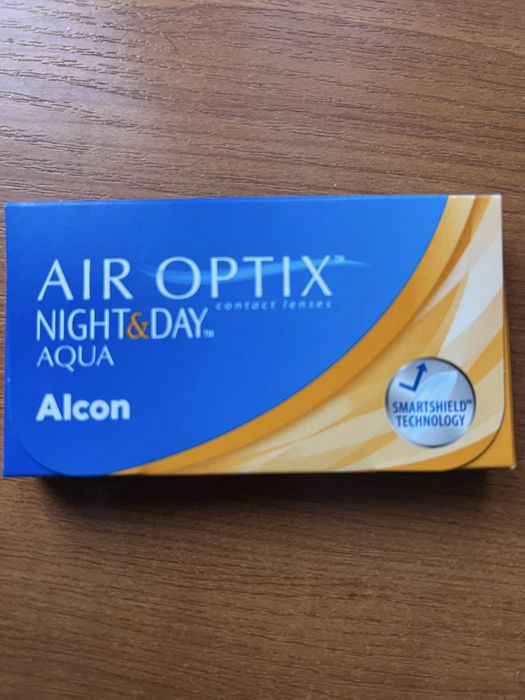 AIR OPTIX™
contact lenses
NIGHT&DAY™
AQUA
Alcon
SMARTSHIELD™
TECHNOLOGY